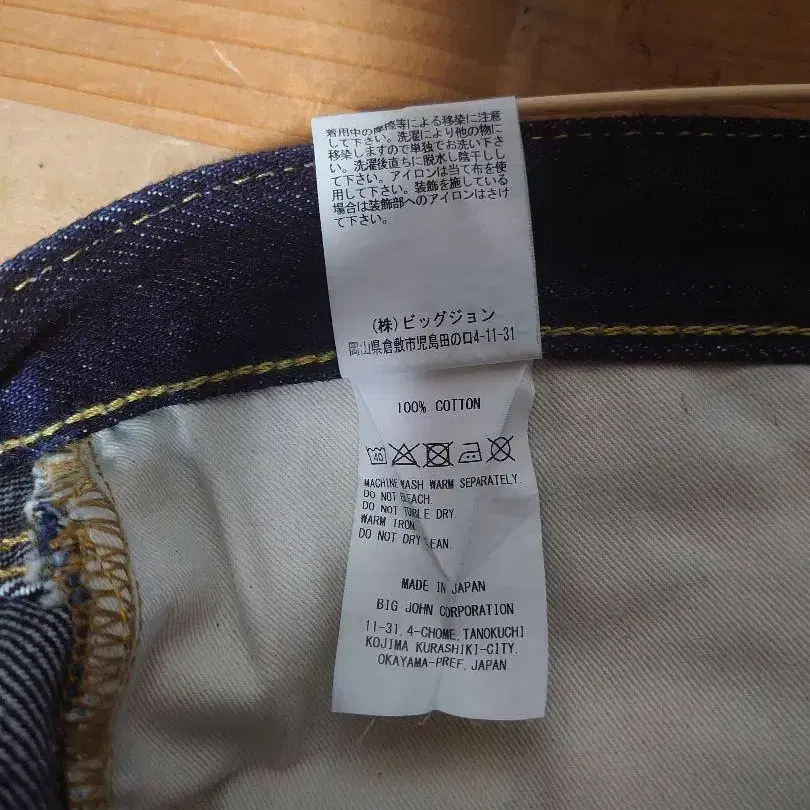 着用中の摩擦等による移染に注意
して下さい。洗濯により他の物に
移染しますので単独でお洗い下さ
い。洗濯後直ちに脱水し陰干しし
て下さい。アイロンは当て布を使
用して下さい。装飾を施している
場合は装飾部へのアイロンはさけ
て下さい。
(株)ビッグジョン
岡山県倉敷市児島田の口4-11-31
100% COTTON
40
MACHINE WASH WARM SEPARATELY.
DO NOT BLEACH.
DO NOT TUMBLE DRY.
WARM IRON.
DO NOT DRY CLEAN.
MADE IN JAPAN
BIG JOHN CORPORATION
11-31, 4-CHOME, TANOKUCHI
KOJIMA KURASHIKI-CITY,
OKAYAMA-PREF. JAPAN